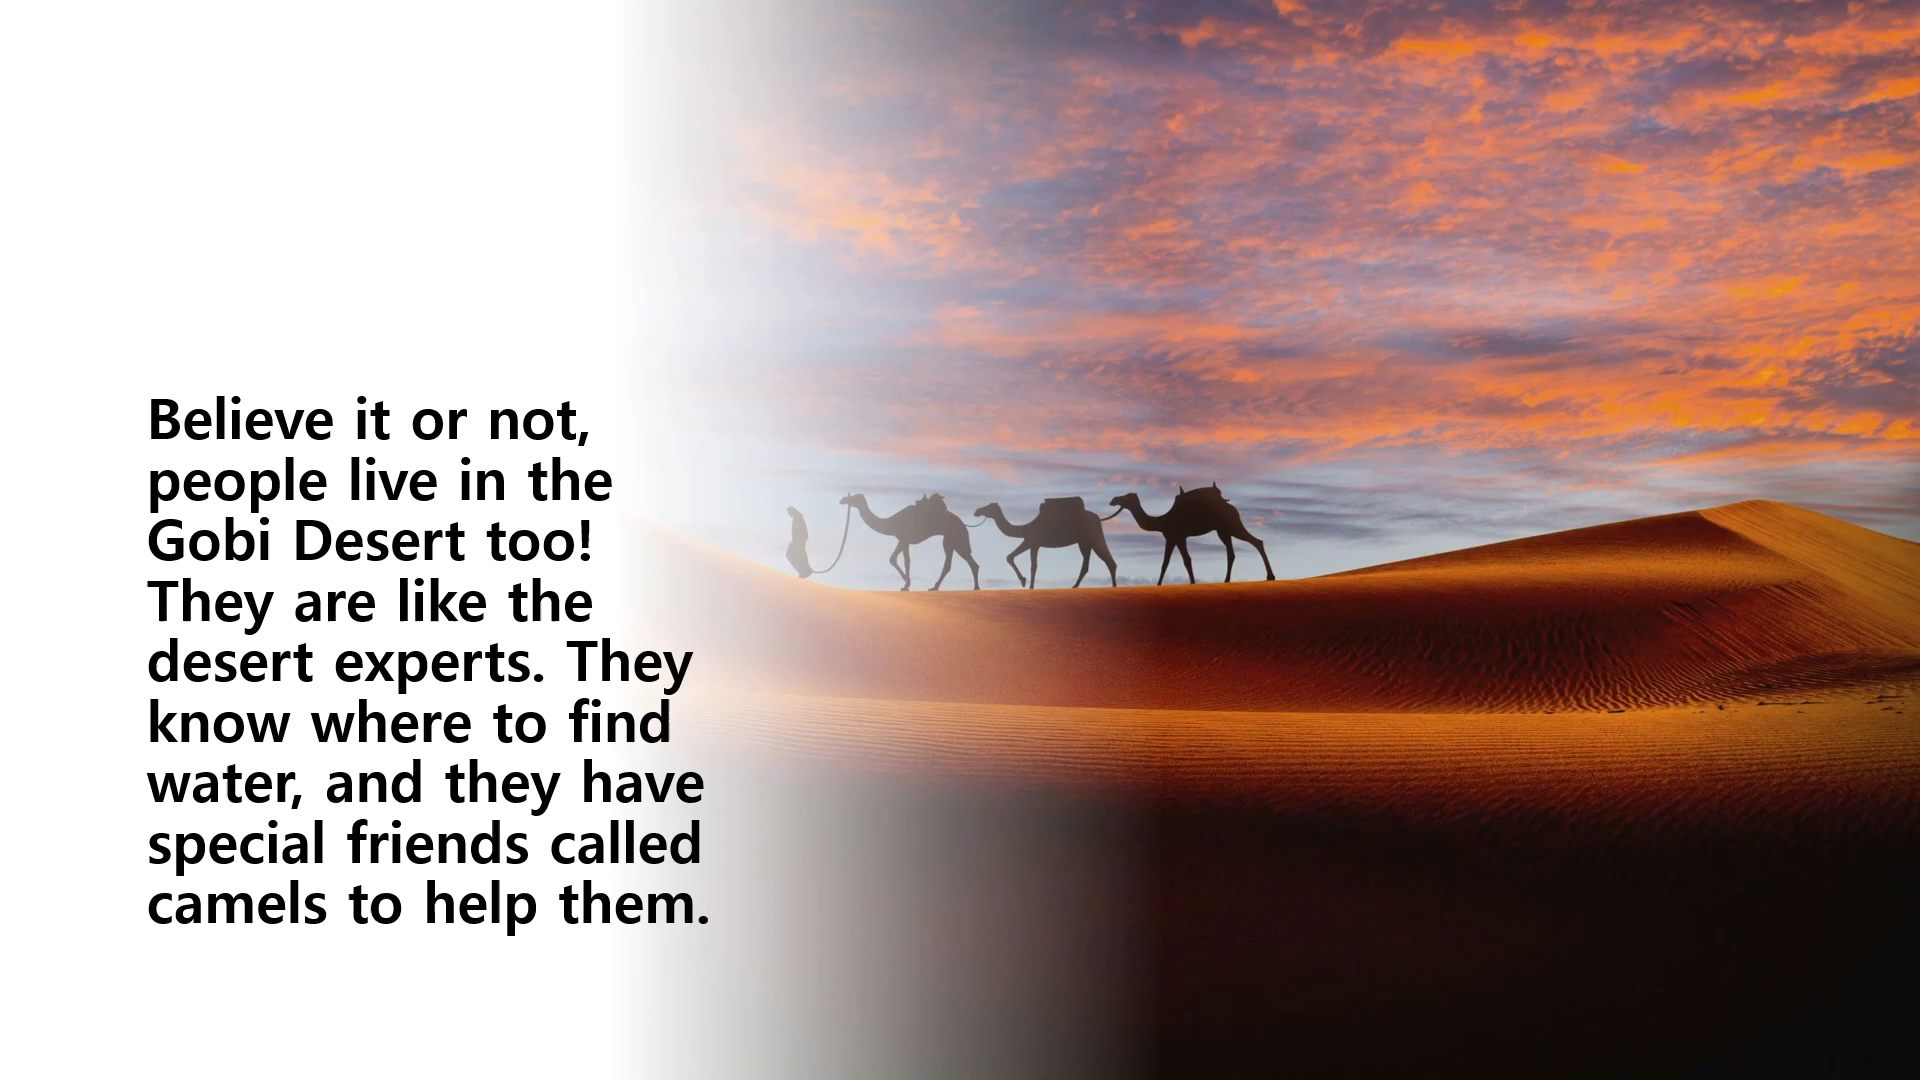 Believe it or not,
people live in the
Gobi Desert too!
They are like the
desert experts. They
know where to find
water, and they have
special friends called
camels to help them.